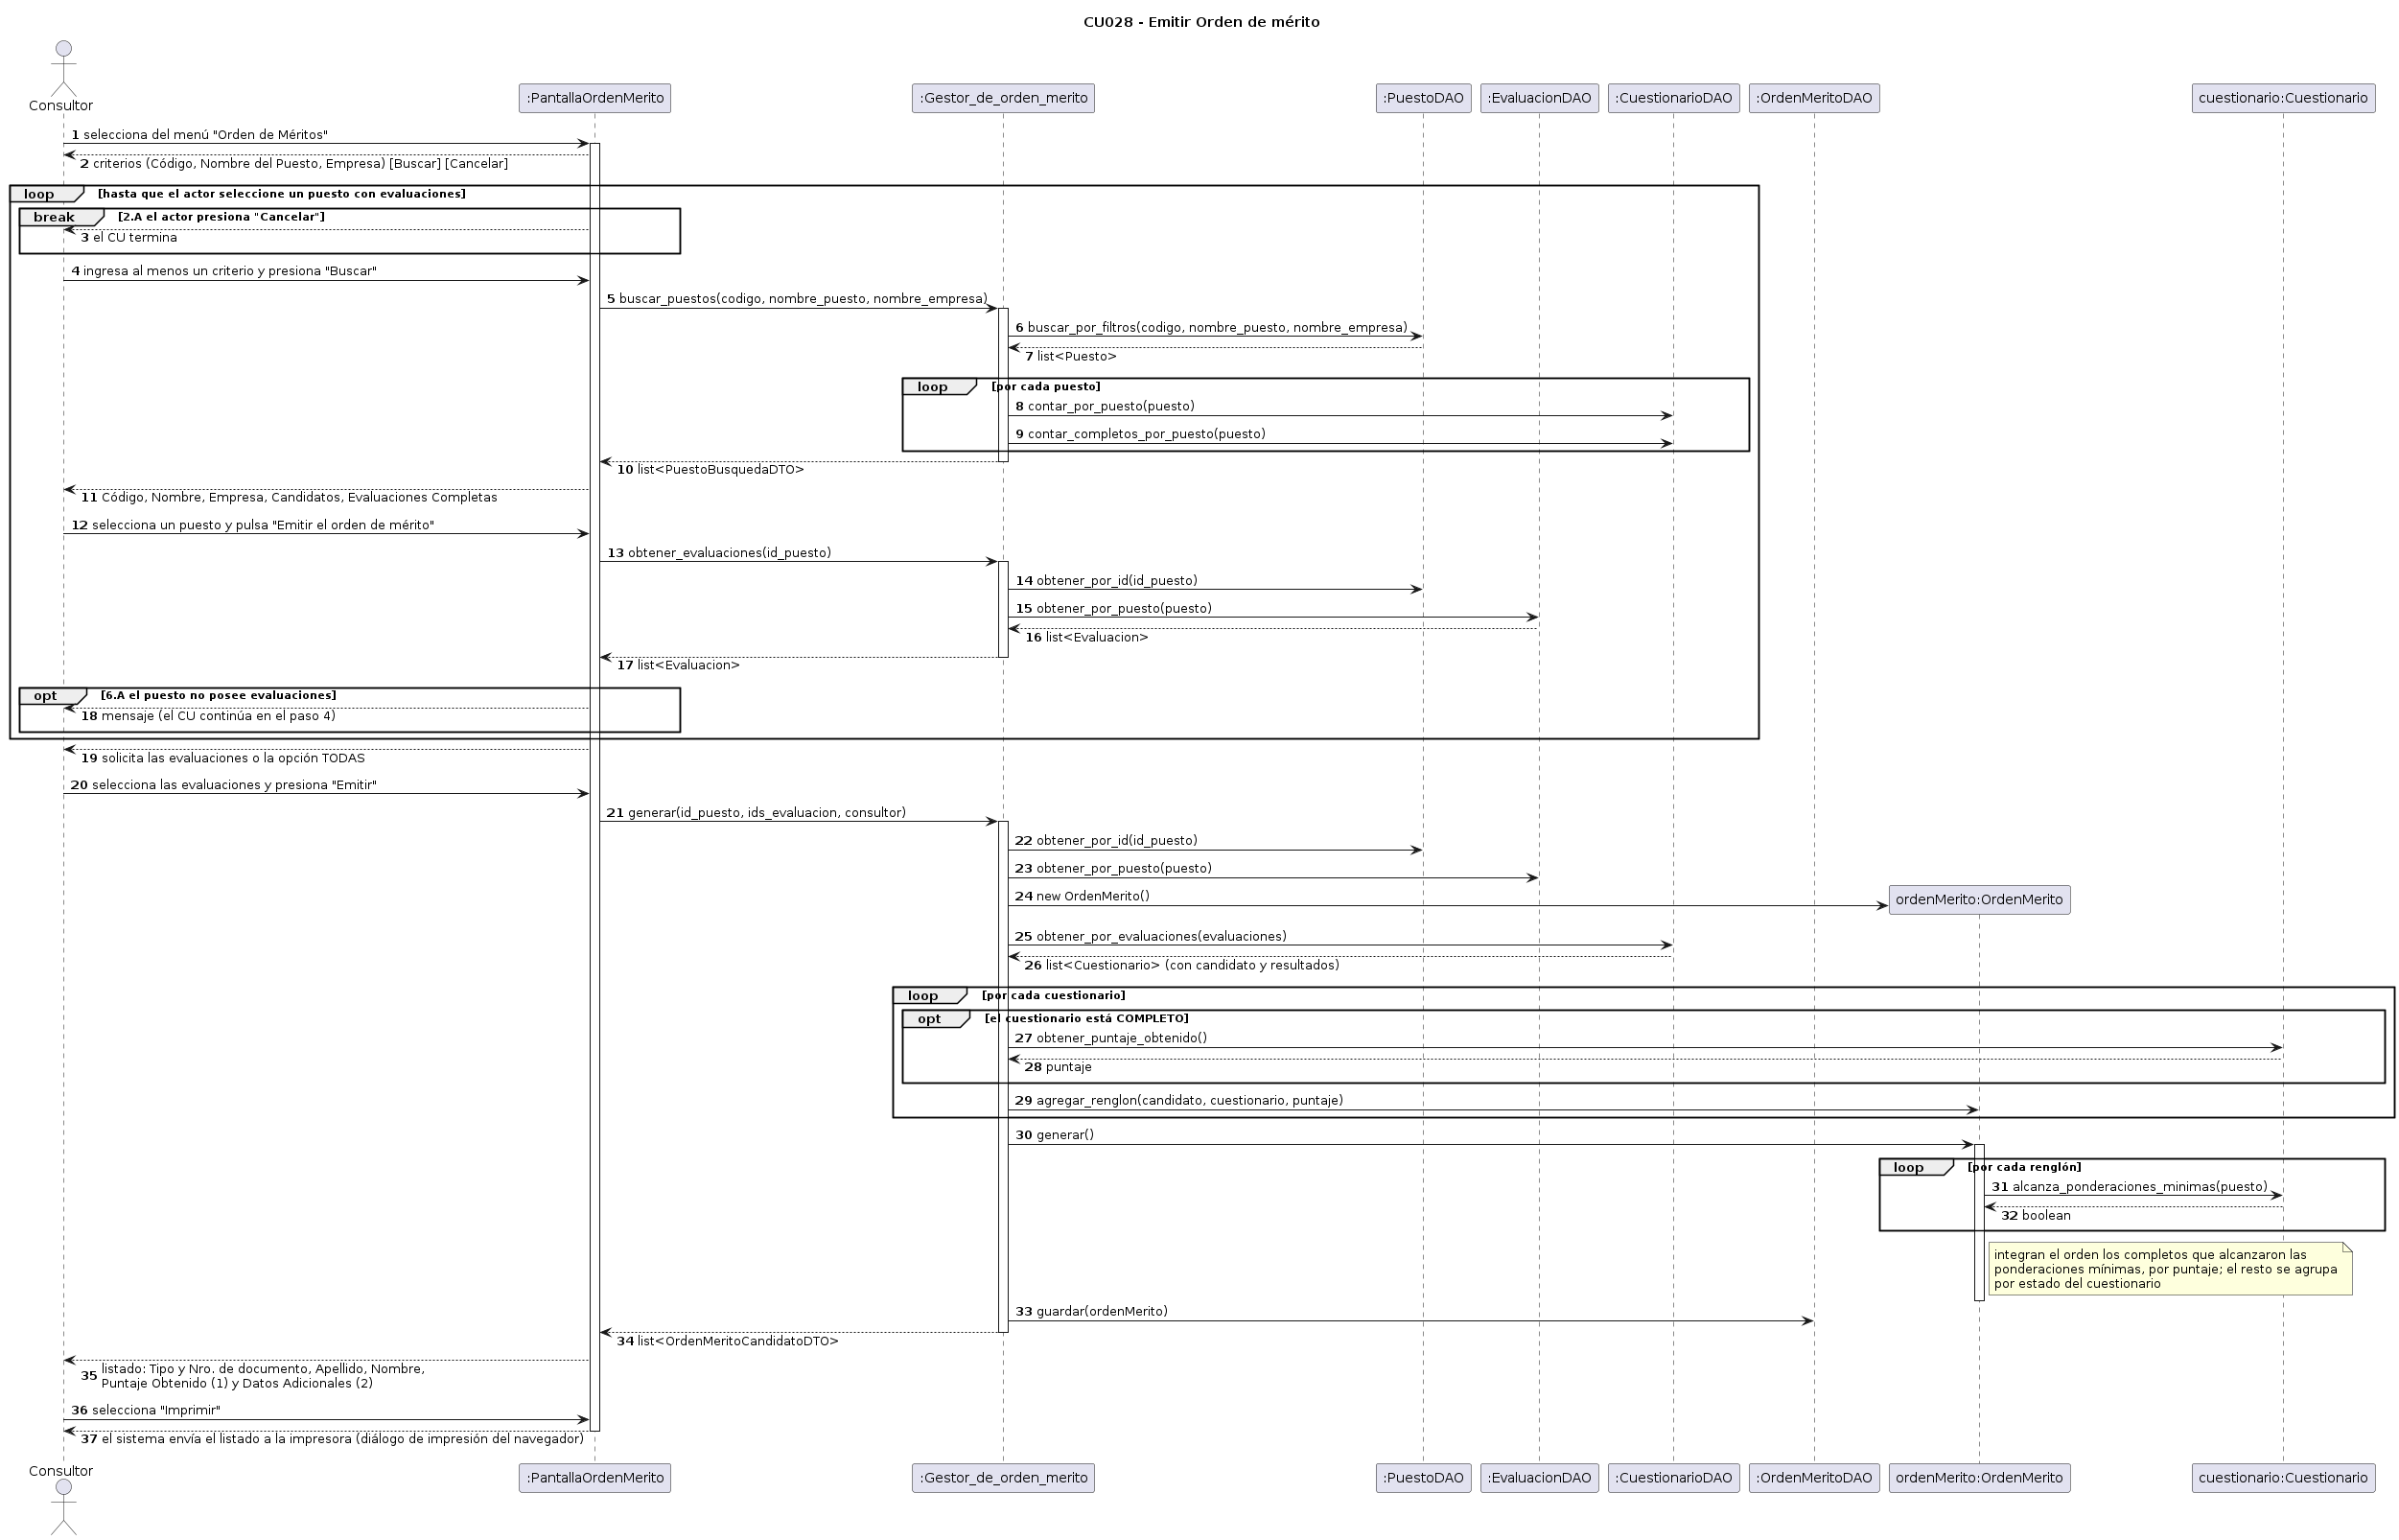 CU028 - Emitir Orden de mérito
Consultor
:PantallaOrdenMerito
:Gestor_de_orden_merito
:PuestoDAO
:EvaluacionDAO
:CuestionarioDAO
:OrdenMeritoDAO
cuestionario:Cuestionario
1 selecciona del menú "Orden de Méritos"
2 criterios (Código, Nombre del Puesto, Empresa) [Buscar] [Cancelar]
loop [hasta que el actor seleccione un puesto con evaluaciones]
break [2.A el actor presiona "Cancelar"]
3 el CU termina
4 ingresa al menos un criterio y presiona "Buscar"
5 buscar_puestos(codigo, nombre_puesto, nombre_empresa)
6 buscar_por_filtros(codigo, nombre_puesto, nombre_empresa)
7 list<Puesto>
loop [por cada puesto]
8 contar_por_puesto(puesto)
9 contar_completos_por_puesto(puesto)
10 list<PuestoBusquedaDTO>
11 Código, Nombre, Empresa, Candidatos, Evaluaciones Completas
12 selecciona un puesto y pulsa "Emitir el orden de mérito"
13 obtener_evaluaciones(id_puesto)
14 obtener_por_id(id_puesto)
15 obtener_por_puesto(puesto)
16 list<Evaluacion>
17 list<Evaluacion>
opt [6.A el puesto no posee evaluaciones]
18 mensaje (el CU continúa en el paso 4)
19 solicita las evaluaciones o la opción TODAS
20 selecciona las evaluaciones y presiona "Emitir"
21 generar(id_puesto, ids_evaluacion, consultor)
22 obtener_por_id(id_puesto)
23 obtener_por_puesto(puesto)
24 new OrdenMerito()
ordenMerito:OrdenMerito
25 obtener_por_evaluaciones(evaluaciones)
26 list<Cuestionario> (con candidato y resultados)
loop [por cada cuestionario]
opt [el cuestionario está COMPLETO]
27 obtener_puntaje_obtenido()
28 puntaje
29 agregar_renglon(candidato, cuestionario, puntaje)
30 generar()
loop [por cada renglón]
31 alcanza_ponderaciones_minimas(puesto)
32 boolean
integran el orden los completos que alcanzaron las
ponderaciones mínimas, por puntaje; el resto se agrupa
por estado del cuestionario
33 guardar(ordenMerito)
34 list<OrdenMeritoCandidatoDTO>
35 listado: Tipo y Nro. de documento, Apellido, Nombre,
Puntaje Obtenido (1) y Datos Adicionales (2)
36 selecciona "Imprimir"
37 el sistema envía el listado a la impresora (diálogo de impresión del navegador)
Consultor
:PantallaOrdenMerito
:Gestor_de_orden_merito
:PuestoDAO
:EvaluacionDAO
:CuestionarioDAO
:OrdenMeritoDAO
ordenMerito:OrdenMerito
cuestionario:Cuestionario